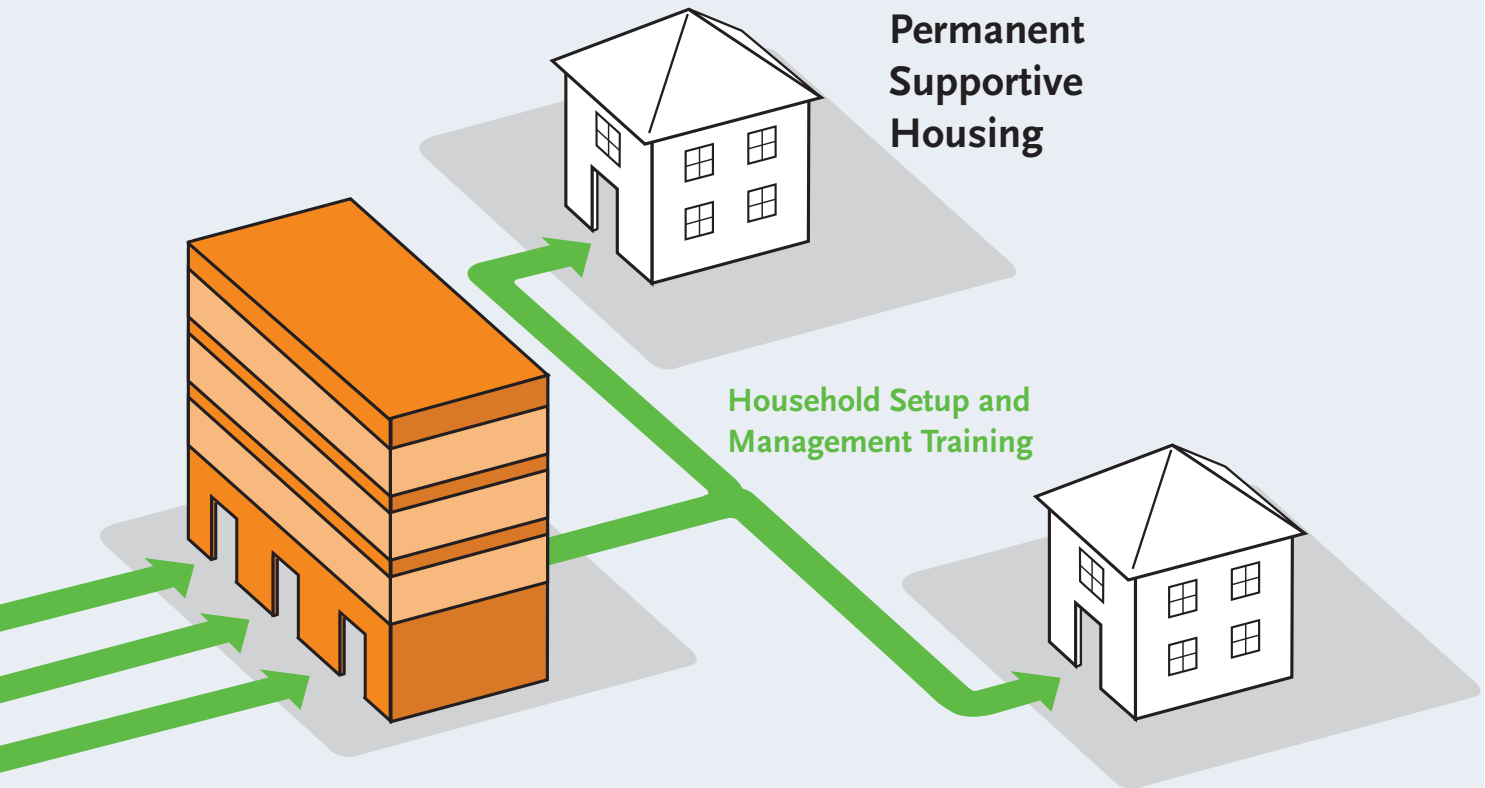 Permanent
Supportive
Housing
Household Setup and
Management Training